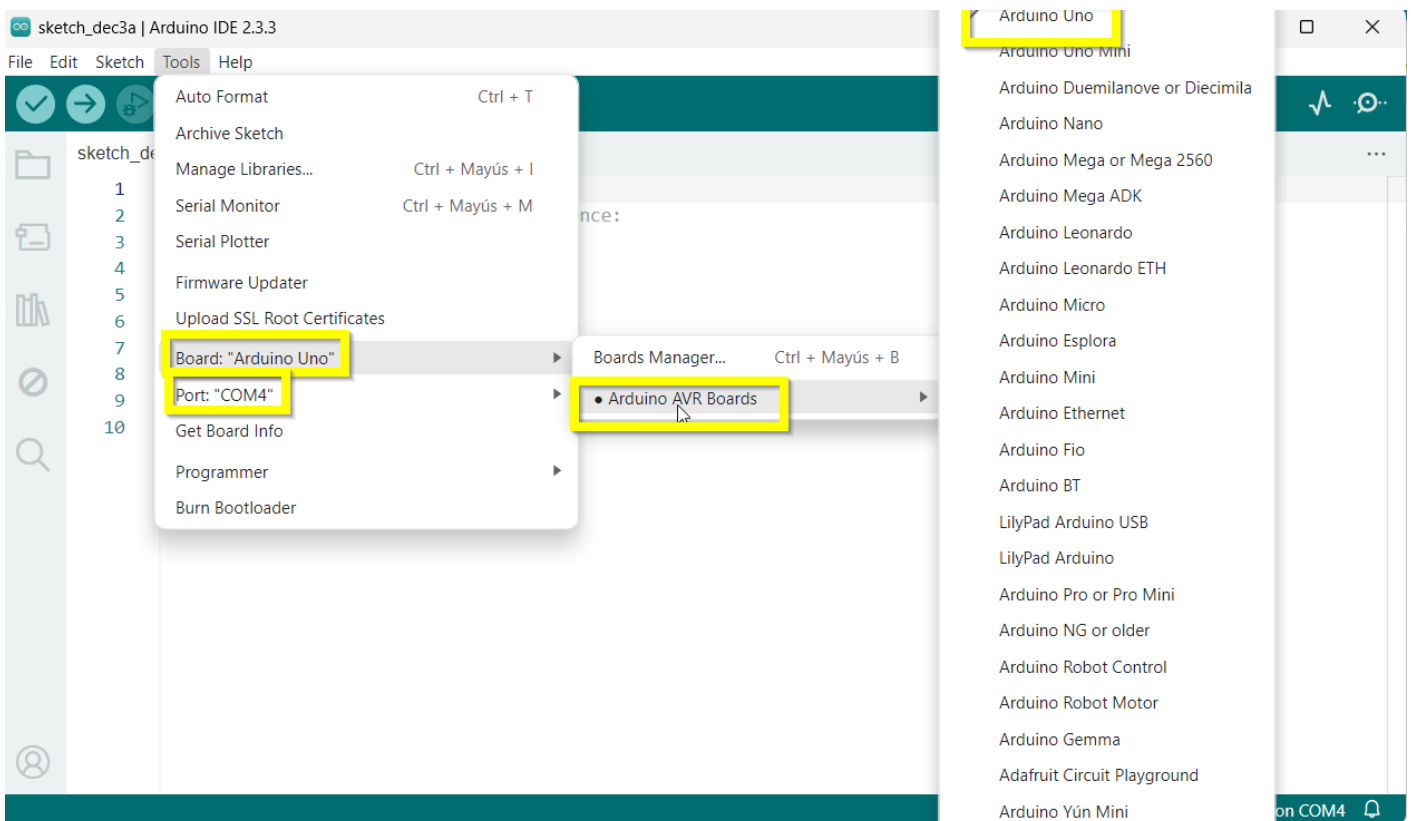 sketch_dec3a | Arduino IDE 2.3.3
File Edit Sketch Tools Help
Auto Format Ctrl + T
Archive Sketch
Manage Libraries... Ctrl + Mayús + I
Serial Monitor Ctrl + Mayús + M
Serial Plotter
Firmware Updater
Upload SSL Root Certificates
Board: "Arduino Uno"
Port: "COM4"
Get Board Info
Programmer
Burn Bootloader
sketch_de
1
2 nce:
3
4
5
6
7
8
9
10
Boards Manager... Ctrl + Mayús + B
● Arduino AVR Boards
Arduino Uno
Arduino Uno Mini
Arduino Duemilanove or Diecimila
Arduino Nano
Arduino Mega or Mega 2560
Arduino Mega ADK
Arduino Leonardo
Arduino Leonardo ETH
Arduino Micro
Arduino Esplora
Arduino Mini
Arduino Ethernet
Arduino Fio
Arduino BT
LilyPad Arduino USB
LilyPad Arduino
Arduino Pro or Pro Mini
Arduino NG or older
Arduino Robot Control
Arduino Robot Motor
Arduino Gemma
Adafruit Circuit Playground
Arduino Yún Mini
on COM4